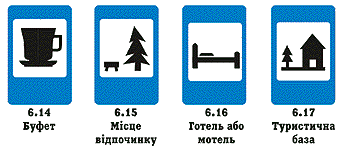 6.14
Буфет
6.15
Місце
відпочинку
6.16
Готель або
мотель
6.17
Туристична
база